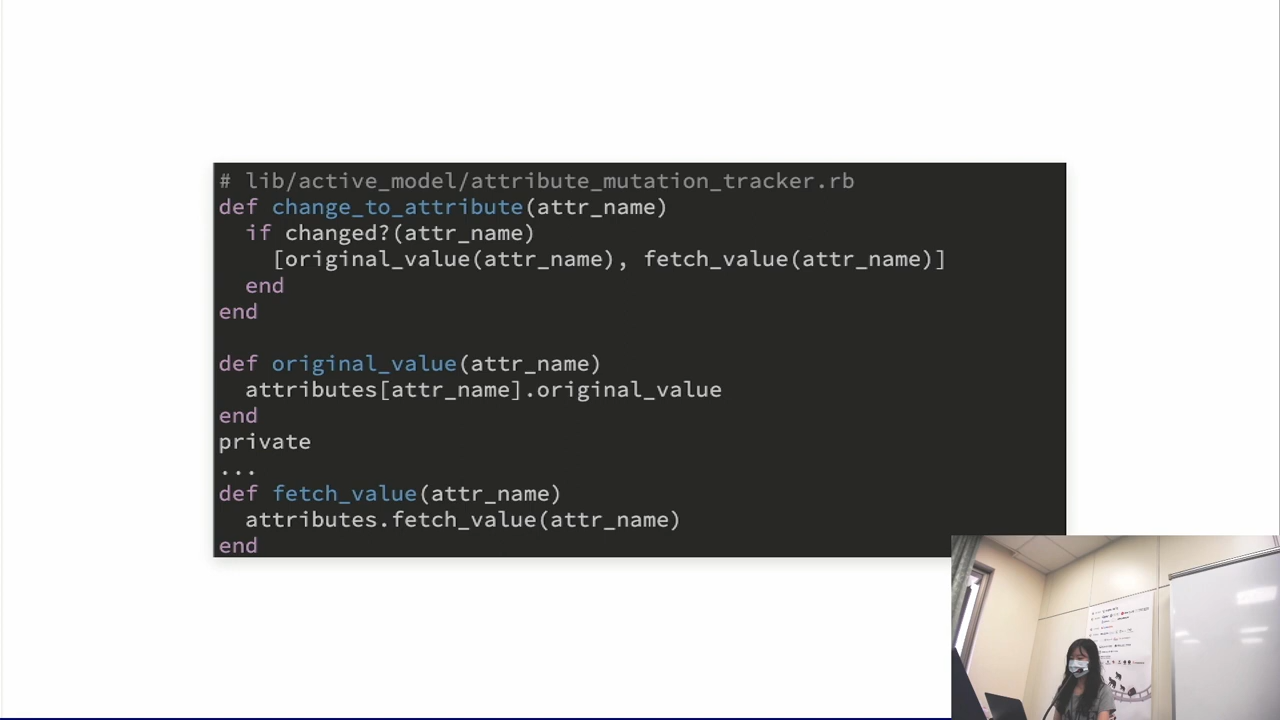 # lib/active_model/attribute_mutation_tracker.rb
def change_to_attribute(attr_name)
  if changed?(attr_name)
    [original_value(attr_name), fetch_value(attr_name)]
  end
end

def original_value(attr_name)
  attributes[attr_name].original_value
end
private
...
def fetch_value(attr_name)
  attributes.fetch_value(attr_name)
end